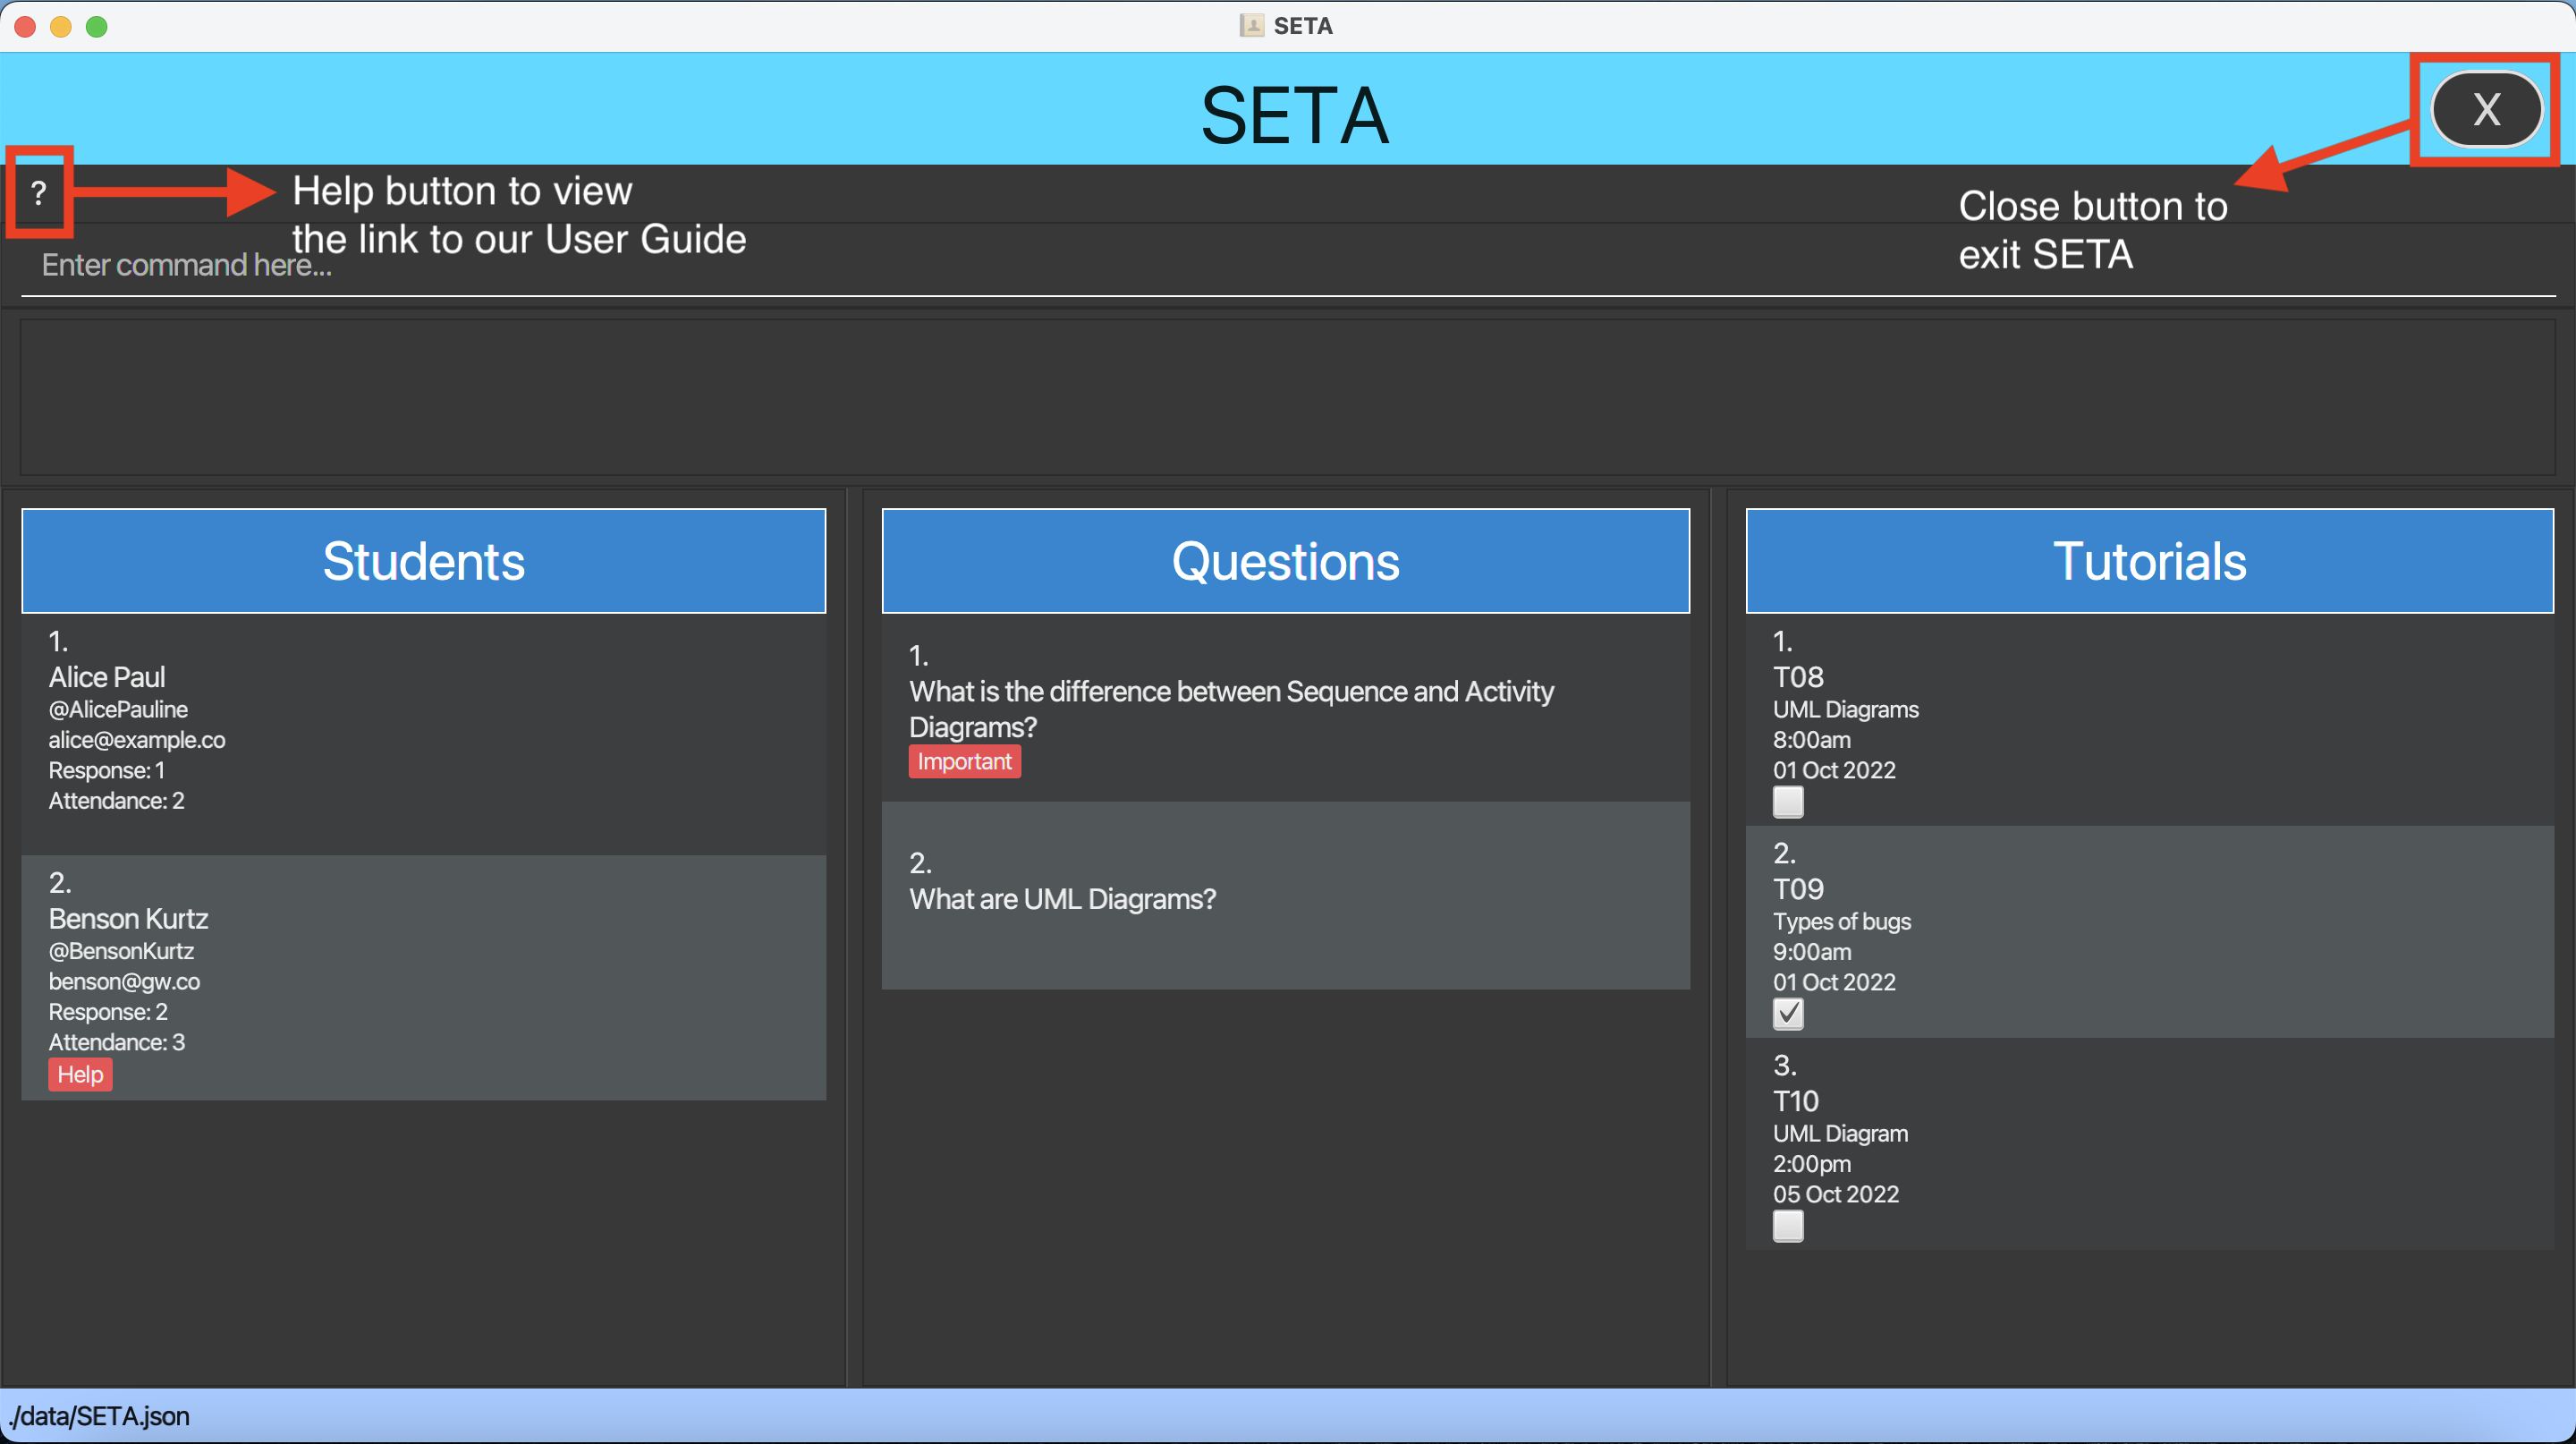 SETA
SETA
X
?
Help button to view
the link to our User Guide
Close button to
exit SETA
Enter command here...
Students
1.
Alice Paul
@AlicePauline
alice@example.co
Response: 1
Attendance: 2
2.
Benson Kurtz
@BensonKurtz
benson@gw.co
Response: 2
Attendance: 3
Help
Questions
1.
What is the difference between Sequence and Activity
Diagrams?
Important
2.
What are UML Diagrams?
Tutorials
1.
T08
UML Diagrams
8:00am
01 Oct 2022
2.
T09
Types of bugs
9:00am
01 Oct 2022
3.
T10
UML Diagram
2:00pm
05 Oct 2022
./data/SETA.json